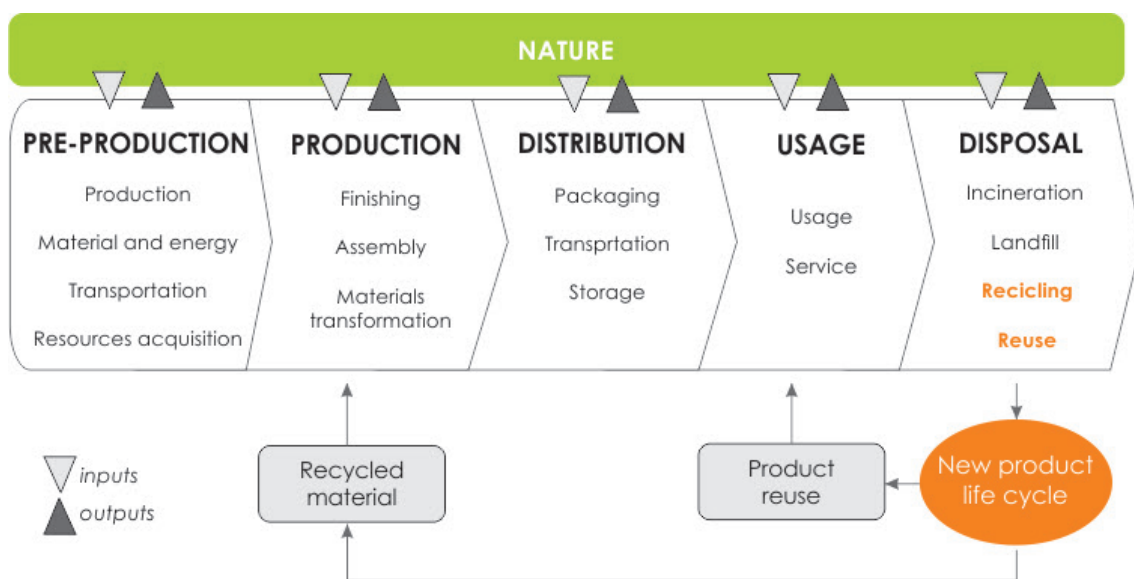 NATURE
PRE-PRODUCTION
Production
Material and energy
Transportation
Resources acquisition
PRODUCTION
Finishing
Assembly
Materials
transformation
DISTRIBUTION
Packaging
Transprtation
Storage
USAGE
Usage
Service
DISPOSAL
Incineration
Landfill
Recicling
Reuse
inputs
outputs
Recycled
material
Product
reuse
New product
life cycle